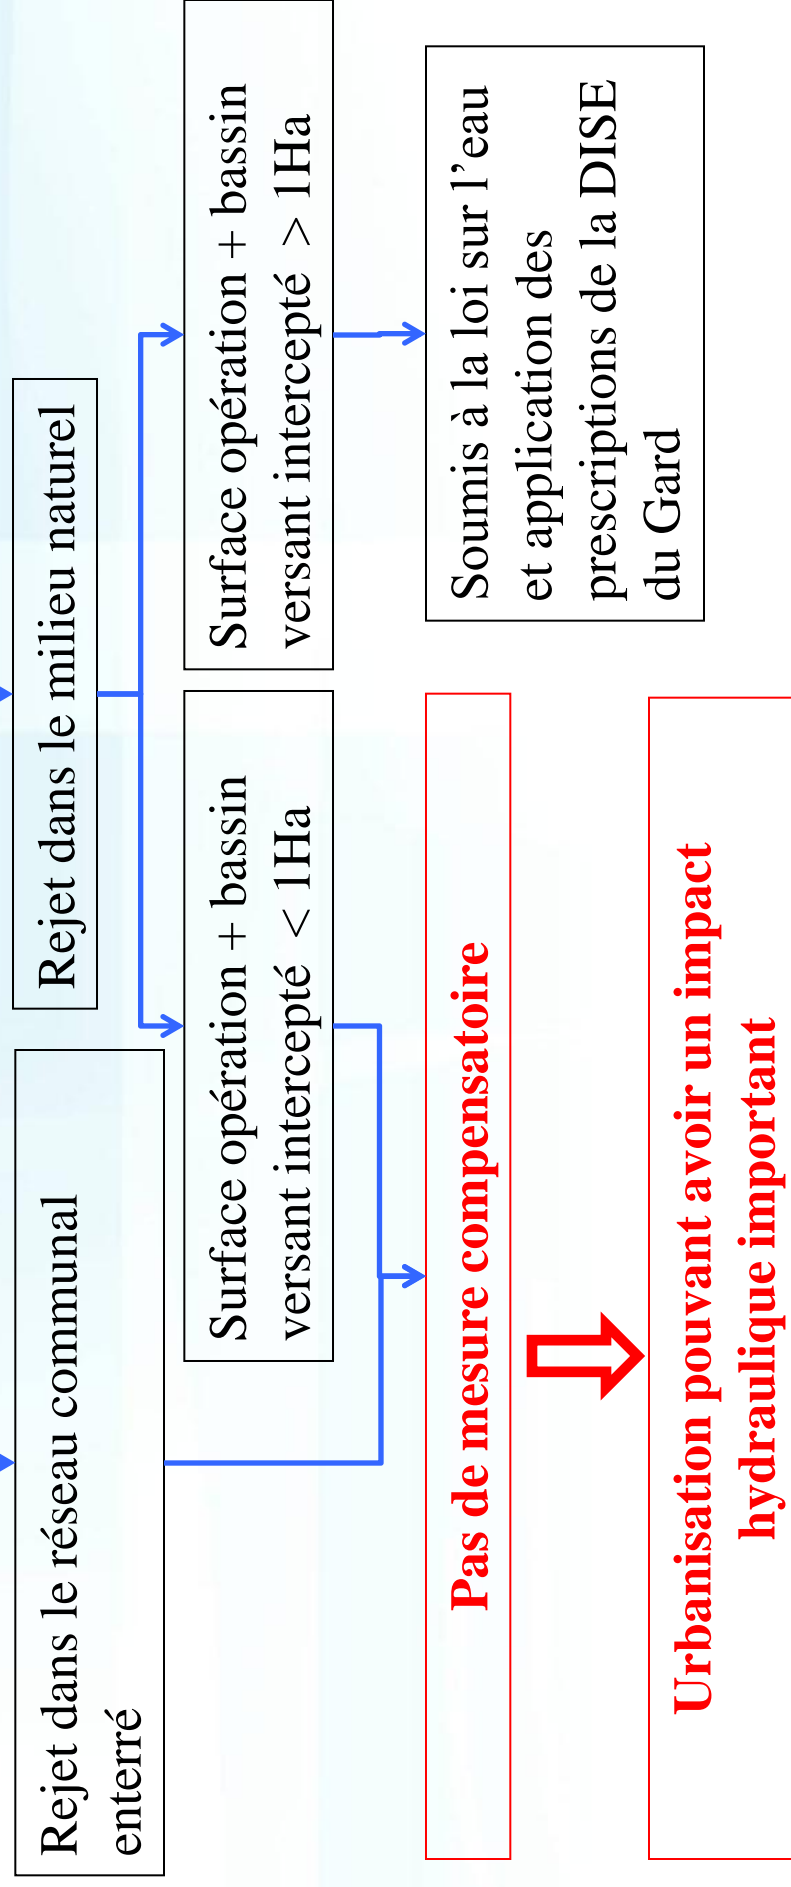 Rejet dans le réseau communal
enterré
Rejet dans le milieu naturel
Surface opération + bassin
versant intercepté < 1Ha
Surface opération + bassin
versant intercepté > 1Ha
Pas de mesure compensatoire
Soumis à la loi sur l’eau
et application des
prescriptions de la DISE
du Gard
Urbanisation pouvant avoir un impact
hydraulique important